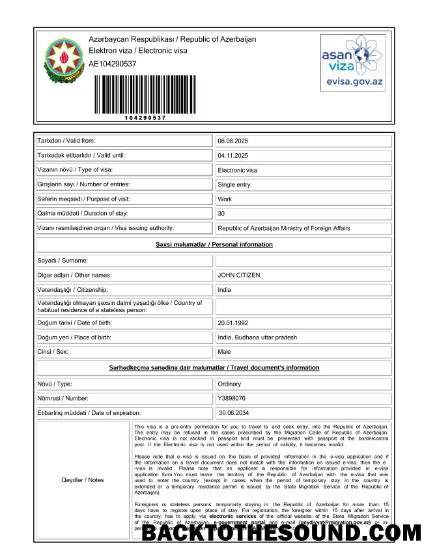 Azərbaycan Respublikası / Republic of Azerbaijan
Elektron viza / Electronic visa
AE104290537
104290537
asan
viza
evisa.gov.az
Tarixdən / Valid from: 06.08.2025
Tarixədək etibarlıdır / Valid until: 04.11.2025
Vizanın növü / Type of visa: Electronic visa
Girişlərin sayı / Number of entries: Single entry
Səfərin məqsədi / Purpose of visit: Work
Qalma müddəti / Duration of stay: 30
Vizanı rəsmiləşdirən orqan / Visa issuing authority: Republic of Azerbaijan Ministry of Foreign Affairs
Şəxsi məlumatlar / Personal information
Soyadı / Surname:
Digər adları / Other names: JOHN CITIZEN
Vətəndaşlığı / Citizenship: India
Vətəndaşlığı olmayan şəxsin daimi yaşadığı ölkə / Country of
habitual residence of a stateless person:
Doğum tarixi / Date of birth: 20.01.1992
Doğum yeri / Place of birth: India, Budhana uttar pradesh
Cinsi / Sex: Male
Sərhədkeçmə sənədinə dair məlumatlar / Travel document's information
Növü / Type: Ordinary
Nömrəsi / Number: Y3898076
Etibarlılıq müddəti / Date of expiration: 30.06.2034
Qeydlər / Notes
This visa is a pre-entry permission for you to travel to and seek entry, into the Republic of Azerbaijan.
The entry may be refused in the cases prescribed by the Migration Code of Republic of Azerbaijan.
Electronic visa is not sticked in passport and must be presented with passport at the bordercontrol
post. If the Electronic visa is not used within the period of validity, it becomes invalid.
Please note that e-visa is issued on the basis of provided information in the e-visa application and if
the information on a travel document does not match with the information on issued e-visa, then the e-
-visa is invalid. Please note that an applicant is responsible for information provided in e-visa
application form. You must leave the territory of the Republic of Azerbaijan with the e-visa that was
used to enter the country (except in cases when the period of temporary stay in the country is
extended or a temporary residence permit is issued by the State Migration Service of the Republic of
Azerbaijan).
Foreigners or stateless persons temporarily staying in the Republic of Azerbaijan for more than 15
days have to register upon place of stay. For registration, the foreigner within 15 days after arrival in
the country, has to apply via electronic services of the official website of the State Migration Service
of the Republic of Azerbaijan, e-government portal and e-mail
BACKTOTHESOUND.COM